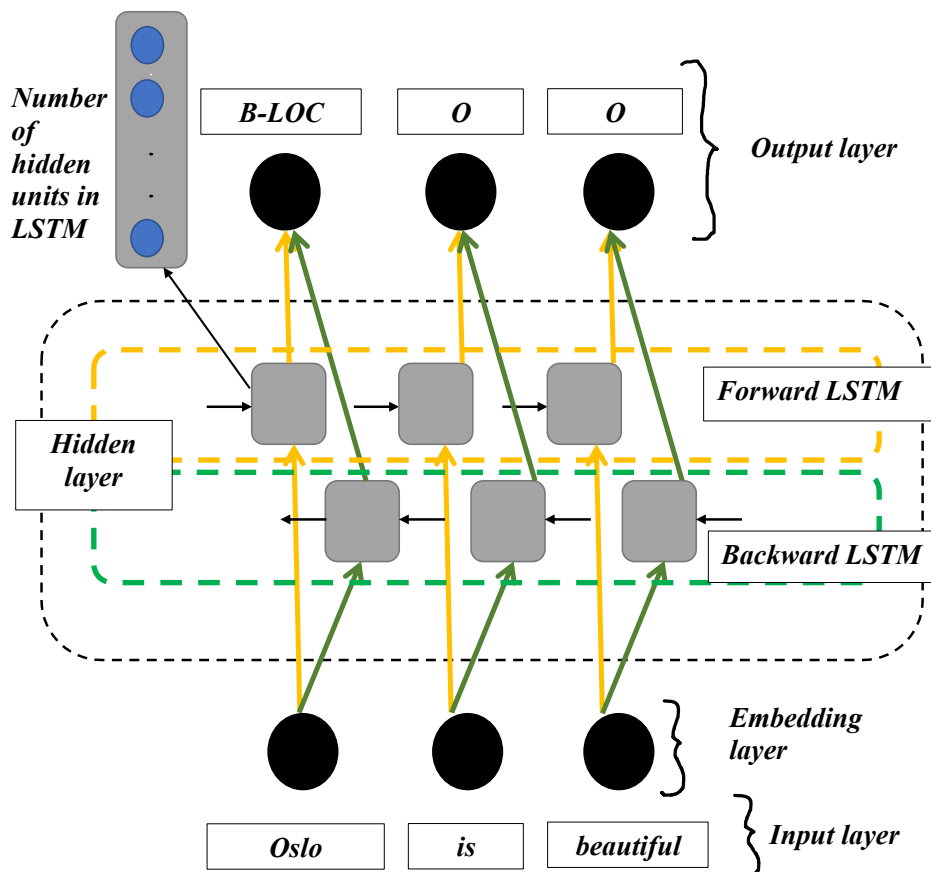 Number
of
hidden
units in
LSTM
B-LOC
O
O
Output layer
Forward LSTM
Hidden
layer
Backward LSTM
Embedding
layer
Oslo
is
beautiful
Input layer